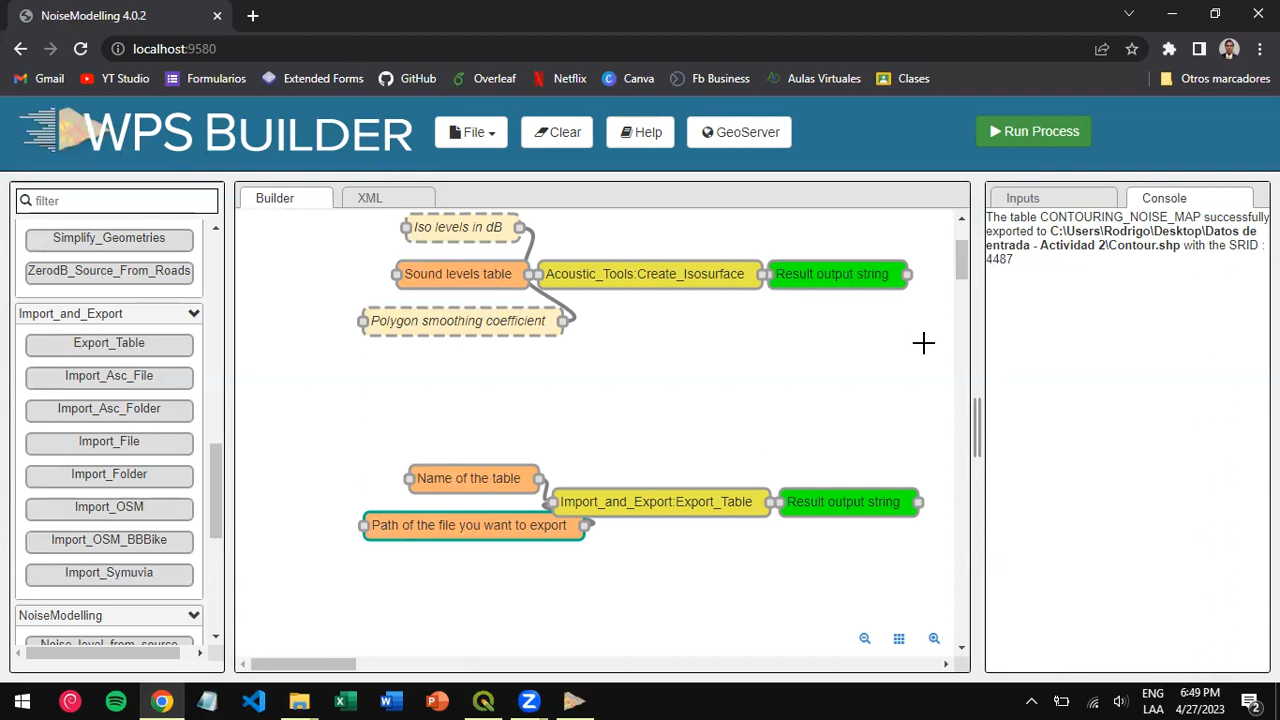 NoiseModelling 4.0.2
localhost:9580
Gmail YT Studio Formularios Extended Forms GitHub Overleaf Netflix Canva Fb Business Aulas Virtuales Clases Otros marcadores
WPS BUILDER File Clear Help GeoServer Run Process
filter
Simplify_Geometries
ZeroDB_Source_From_Roads
Import_and_Export
Export_Table
Import_Asc_File
Import_Asc_Folder
Import_File
Import_Folder
Import_OSM
Import_OSM_BBBike
Import_Symuvia
NoiseModelling
Noise_level_from_source
Builder XML
Iso levels in dB
Sound levels table Acoustic_Tools:Create_Isosurface Result output string
Polygon smoothing coefficient
Name of the table
Import_and_Export:Export_Table Result output string
Path of the file you want to export
Inputs Console
The table CONTOURING_NOISE_MAP successfully
exported to C:\Users\Rodrigo\Desktop\Datos de
entrada - Actividad 2\Contour.shp with the SRID :
4487
ENG 6:49 PM
LAA 4/27/2023
2